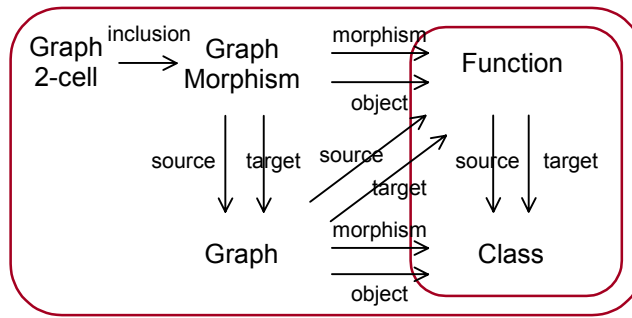 Graph
2-cell
inclusion
Graph
Morphism
morphism
object
Function
source
target
source
target
source
target
Graph
morphism
object
Class